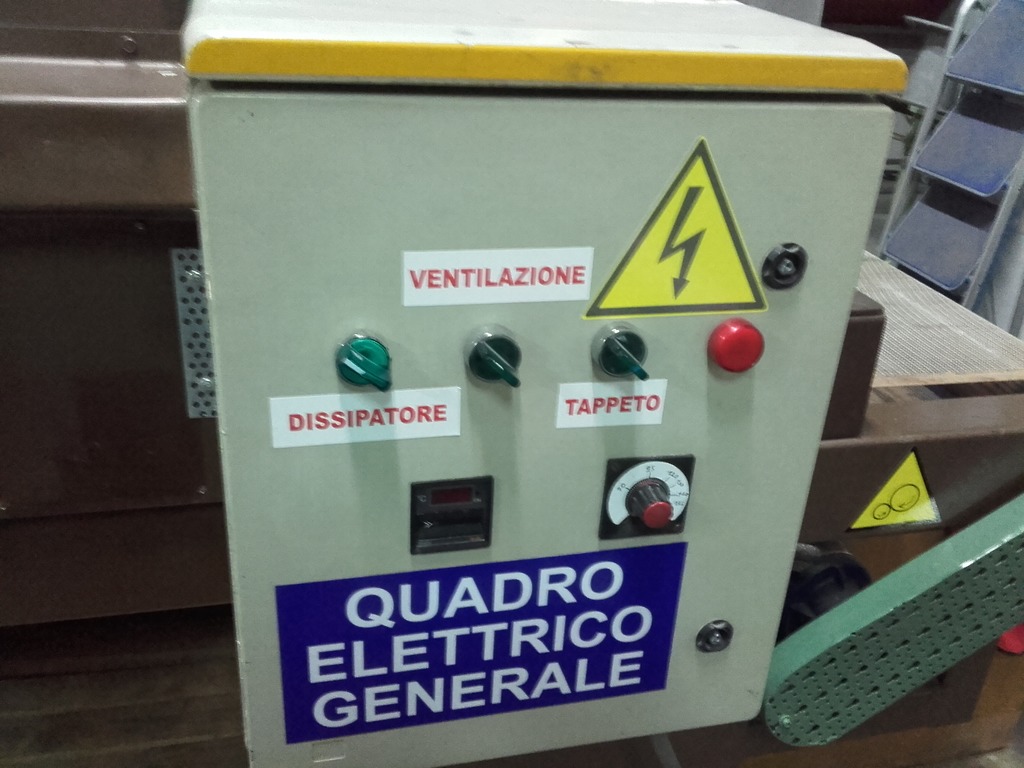 VENTILAZIONE
DISSIPATORE
TAPPETO
QUADRO
ELETTRICO
GENERALE